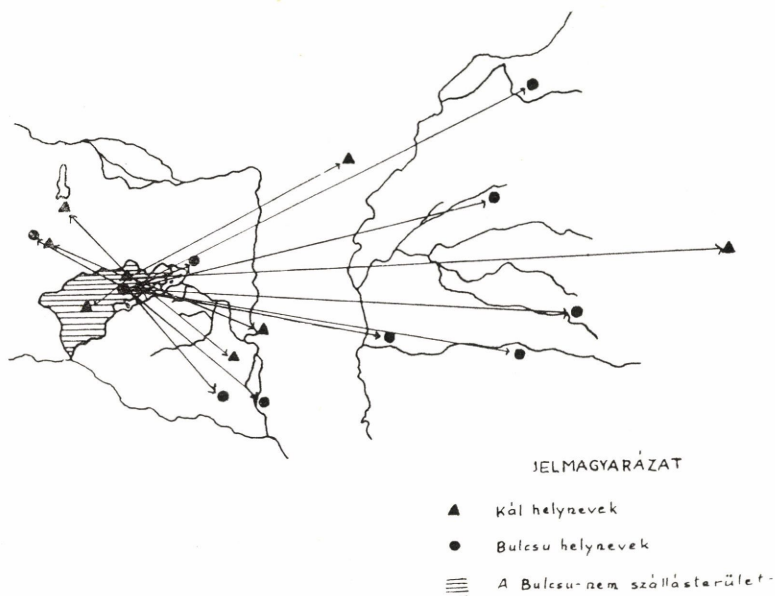 JELMAGYARÁZAT
Kál helynevek
Bulcsu helynevek
A Bulcsu-nem szállásterület-